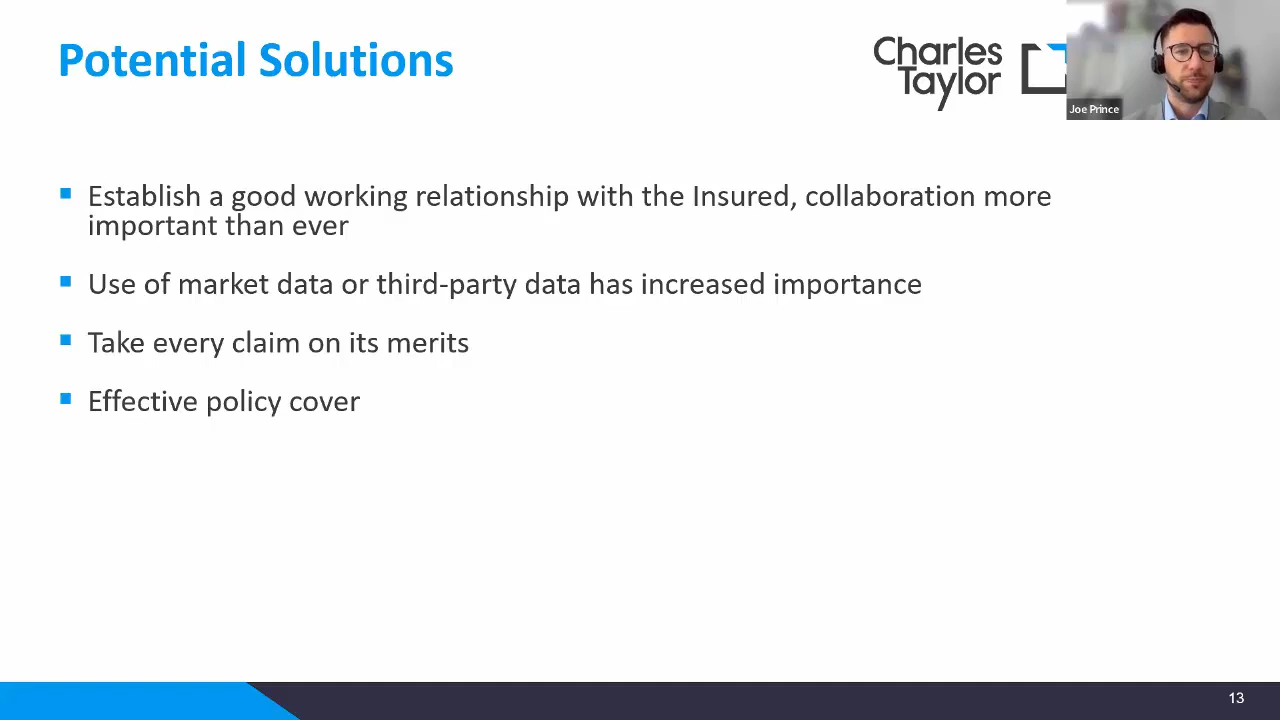 Potential Solutions
Charles
Taylor
Joe Prince
Establish a good working relationship with the Insured, collaboration more
important than ever
Use of market data or third-party data has increased importance
Take every claim on its merits
Effective policy cover
13